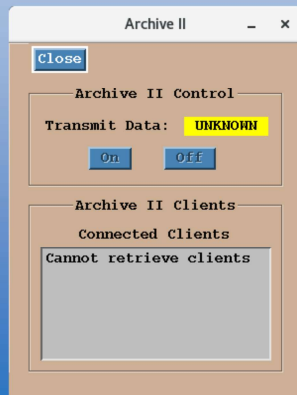 Archive II
Close
Archive II Control
Transmit Data: UNKNOWN
On Off
Archive II Clients
Connected Clients
Cannot retrieve clients